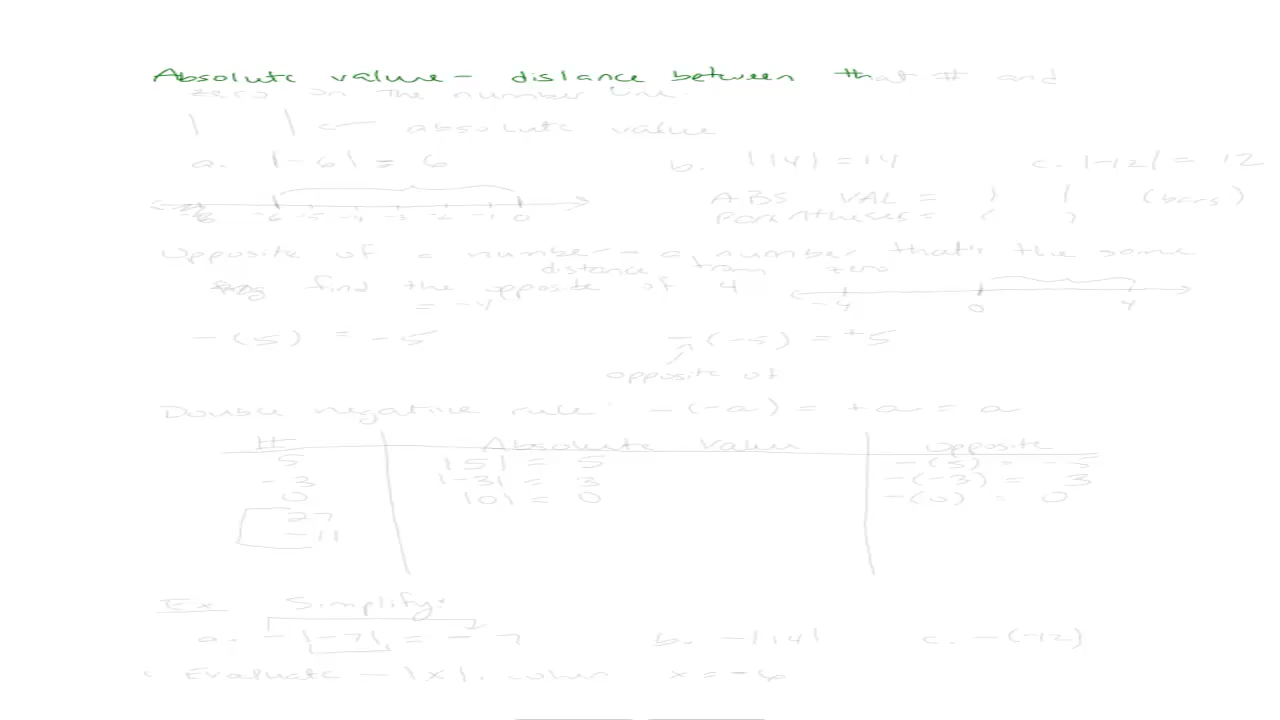 Absolute value - distance between that # and
zero on the number line.
| | ← absolute value
a. |-6| = 6 b. |14| = 14 c. |-12| = 12
-6 -5 -4 -3 -2 -1 0
ABS VAL = | | (bars)
Parentheses = ( )
Opposite of a number - a number that's the same
distance from zero
find the opposite of 4
= -4
-4 0 4
-(5) = -5 -(-5) = +5
opposite of
Double negative rule: -(-a) = +a = a
# Absolute Value opposite
5 |5| = 5 -(5) = -5
-3 |-3| = 3 -(-3) = 3
0 |0| = 0 -(0) = 0
27
-11
Ex Simplify:
a. -|-7| = -7 b. -|14| c. -(-12)
Evaluate -|x|. when x = -6